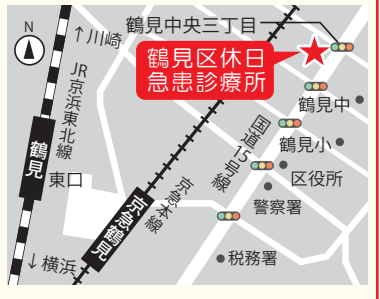 N
↑川崎
鶴見中央三丁目
鶴見区休日
急患診療所
JR京浜東北線
鶴見
東口
鶴見中
国道15号線
鶴見小
区役所
警察署
京急本線
京急鶴見
↓横浜
税務署